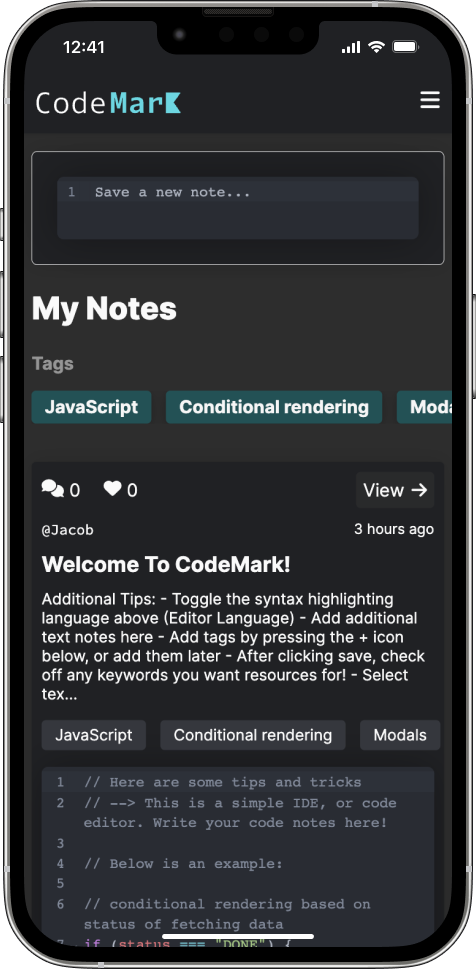 12:41
CodeMark
1 Save a new note...
My Notes
Tags
JavaScript Conditional rendering Moda
0 0 View →
@Jacob 3 hours ago
Welcome To CodeMark!
Additional Tips: - Toggle the syntax highlighting
language above (Editor Language) - Add additional
text notes here - Add tags by pressing the + icon
below, or add them later - After clicking save, check
off any keywords you want resources for! - Select
tex...
JavaScript Conditional rendering Modals
1 // Here are some tips and tricks
2 // --> This is a simple IDE, or code
editor. Write your code notes here!
3
4 // Below is an example:
5
6 // conditional rendering based on
status of fetching data
7 if (status === "DONE") {